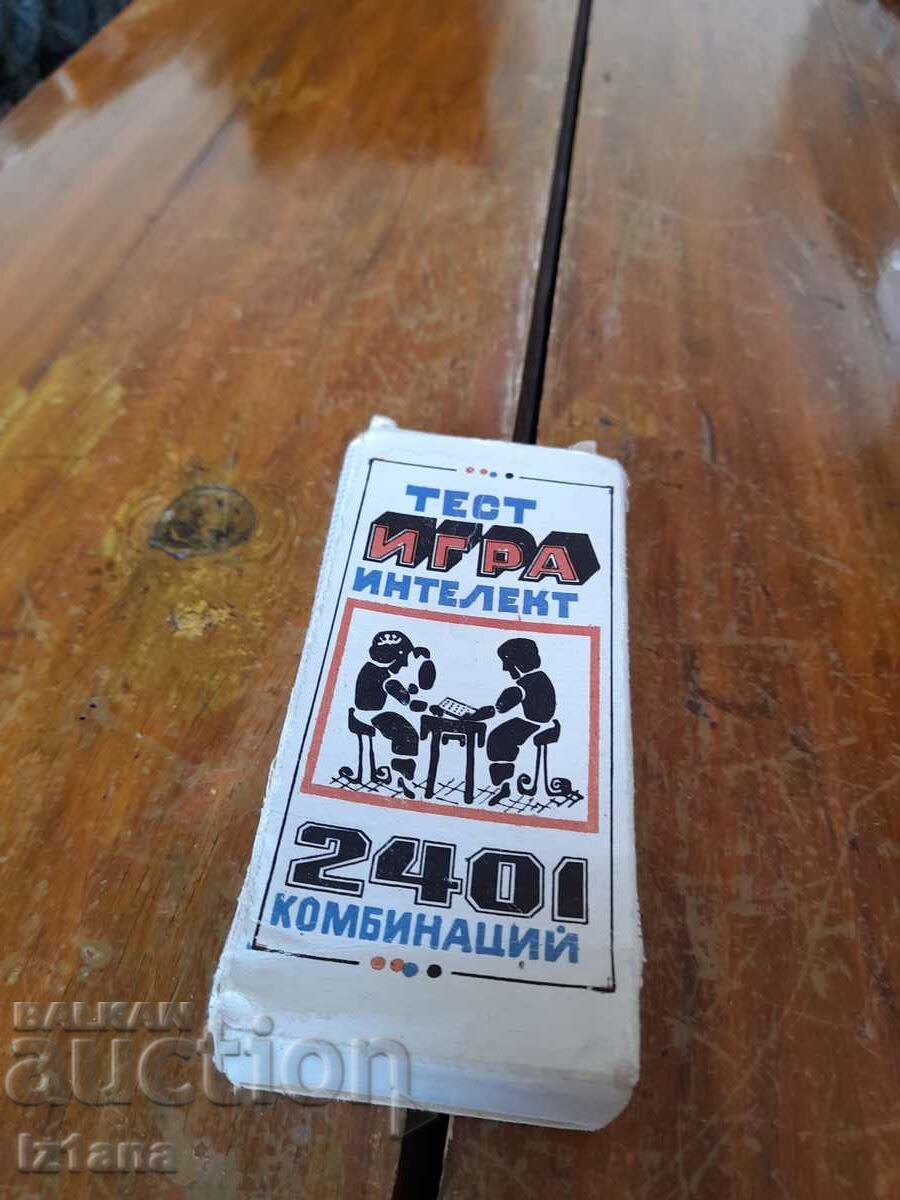 ТЕСТ
ИГРА
ИНТЕЛЕКТ
2401
КОМБИНАЦИЙ
BALKAN
auction
Iz1ana